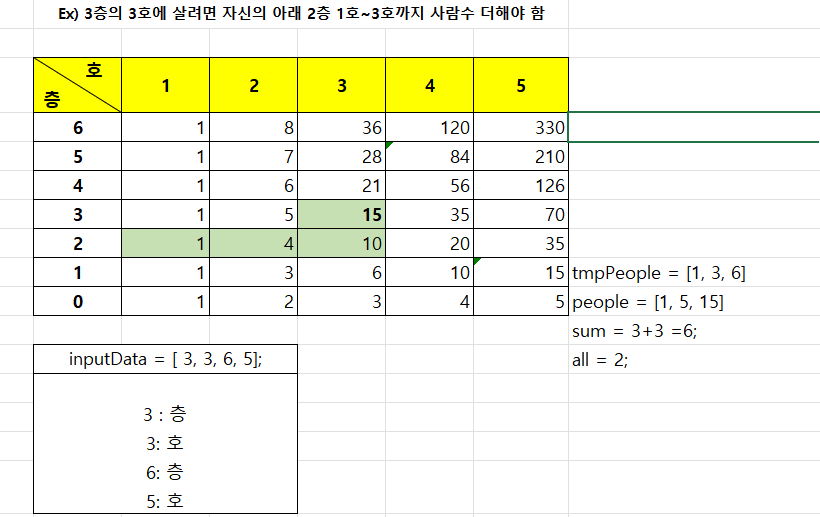 Ex) 3층의 3호에 살려면 자신의 아래 2층 1호~3호까지 사람수 더해야 함
호
층 1 2 3 4 5
6 1 8 36 120 330
5 1 7 28 84 210
4 1 6 21 56 126
3 1 5 15 35 70
2 1 4 10 20 35
1 1 3 6 10 15 tmpPeople = [1, 3, 6]
0 1 2 3 4 5 people = [1, 5, 15]
sum = 3+3 =6;
inputData = [ 3, 3, 6, 5]; all = 2;
3 : 층
3: 호
6: 층
5: 호